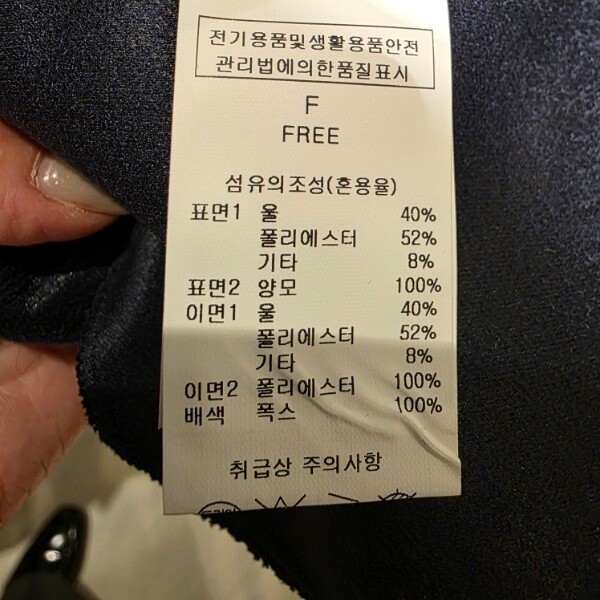 전기용품및생활용품안전
관리법에의한품질표시
F
FREE
섬유의조성(혼용율)
표면1 울 40%
폴리에스터 52%
기타 8%
표면2 양모 100%
이면1 울 40%
폴리에스터 52%
기타 8%
이면2 폴리에스터 100%
배색 폭스 100%
취급상 주의사항